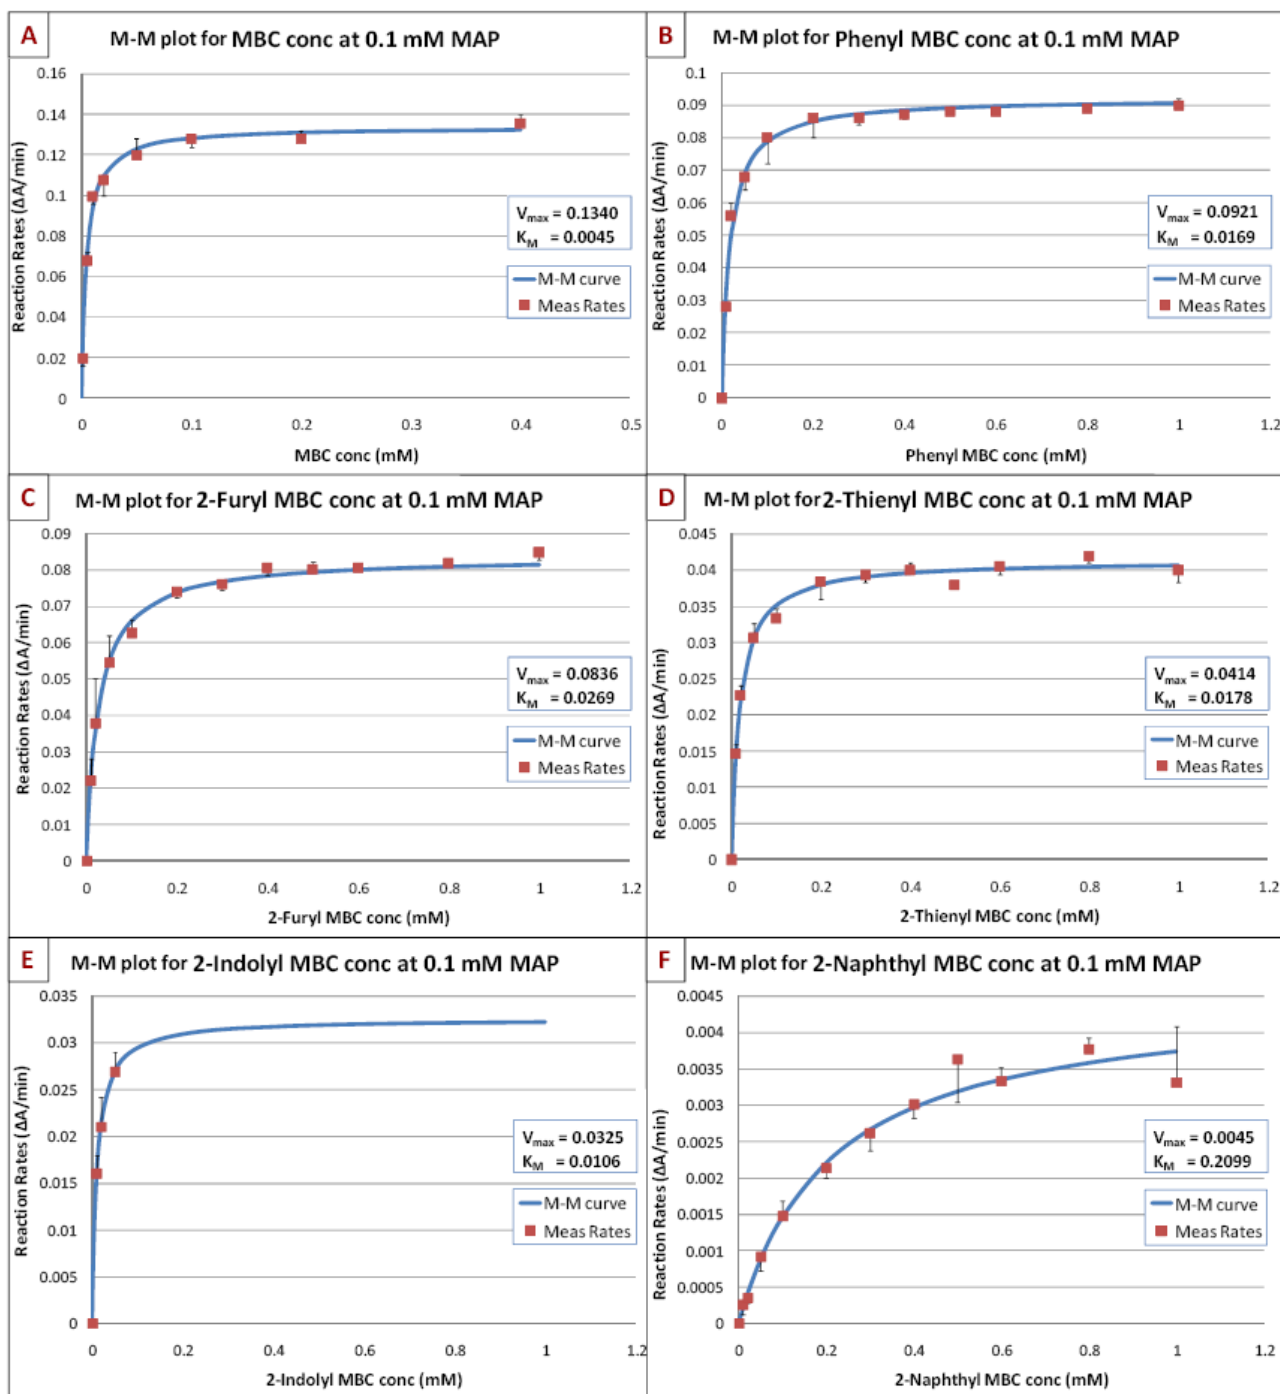 A
M-M plot for MBC conc at 0.1 mM MAP
Reaction Rates (ΔA/min)
0.16
0.14
0.12
0.1
0.08
0.06
0.04
0.02
0
Vmax = 0.1340
KM = 0.0045
M-M curve
Meas Rates
0 0.1 0.2 0.3 0.4 0.5
MBC conc (mM)
B
M-M plot for Phenyl MBC conc at 0.1 mM MAP
Reaction Rates (ΔA/min)
0.1
0.09
0.08
0.07
0.06
0.05
0.04
0.03
0.02
0.01
0
Vmax = 0.0921
KM = 0.0169
M-M curve
Meas Rates
0 0.2 0.4 0.6 0.8 1 1.2
Phenyl MBC conc (mM)
C
M-M plot for 2-Furyl MBC conc at 0.1 mM MAP
Reaction Rates (ΔA/min)
0.09
0.08
0.07
0.06
0.05
0.04
0.03
0.02
0.01
0
Vmax = 0.0836
KM = 0.0269
M-M curve
Meas Rates
0 0.2 0.4 0.6 0.8 1 1.2
2-Furyl MBC conc (mM)
D
M-M plot for 2-Thienyl MBC conc at 0.1 mM MAP
Reaction Rates (ΔA/min)
0.045
0.04
0.035
0.03
0.025
0.02
0.015
0.01
0.005
0
Vmax = 0.0414
KM = 0.0178
M-M curve
Meas Rates
0 0.2 0.4 0.6 0.8 1 1.2
2-Thienyl MBC conc (mM)
E
M-M plot for 2-Indolyl MBC conc at 0.1 mM MAP
Reaction Rates (ΔA/min)
0.035
0.03
0.025
0.02
0.015
0.01
0.005
0
Vmax = 0.0325
KM = 0.0106
M-M curve
Meas Rates
0 0.2 0.4 0.6 0.8 1 1.2
2-Indolyl MBC conc (mM)
F
M-M plot for 2-Naphthyl MBC conc at 0.1 mM MAP
Reaction Rates (ΔA/min)
0.0045
0.004
0.0035
0.003
0.0025
0.002
0.0015
0.001
0.0005
0
Vmax = 0.0045
KM = 0.2099
M-M curve
Meas Rates
0 0.2 0.4 0.6 0.8 1 1.2
2-Naphthyl MBC conc (mM)